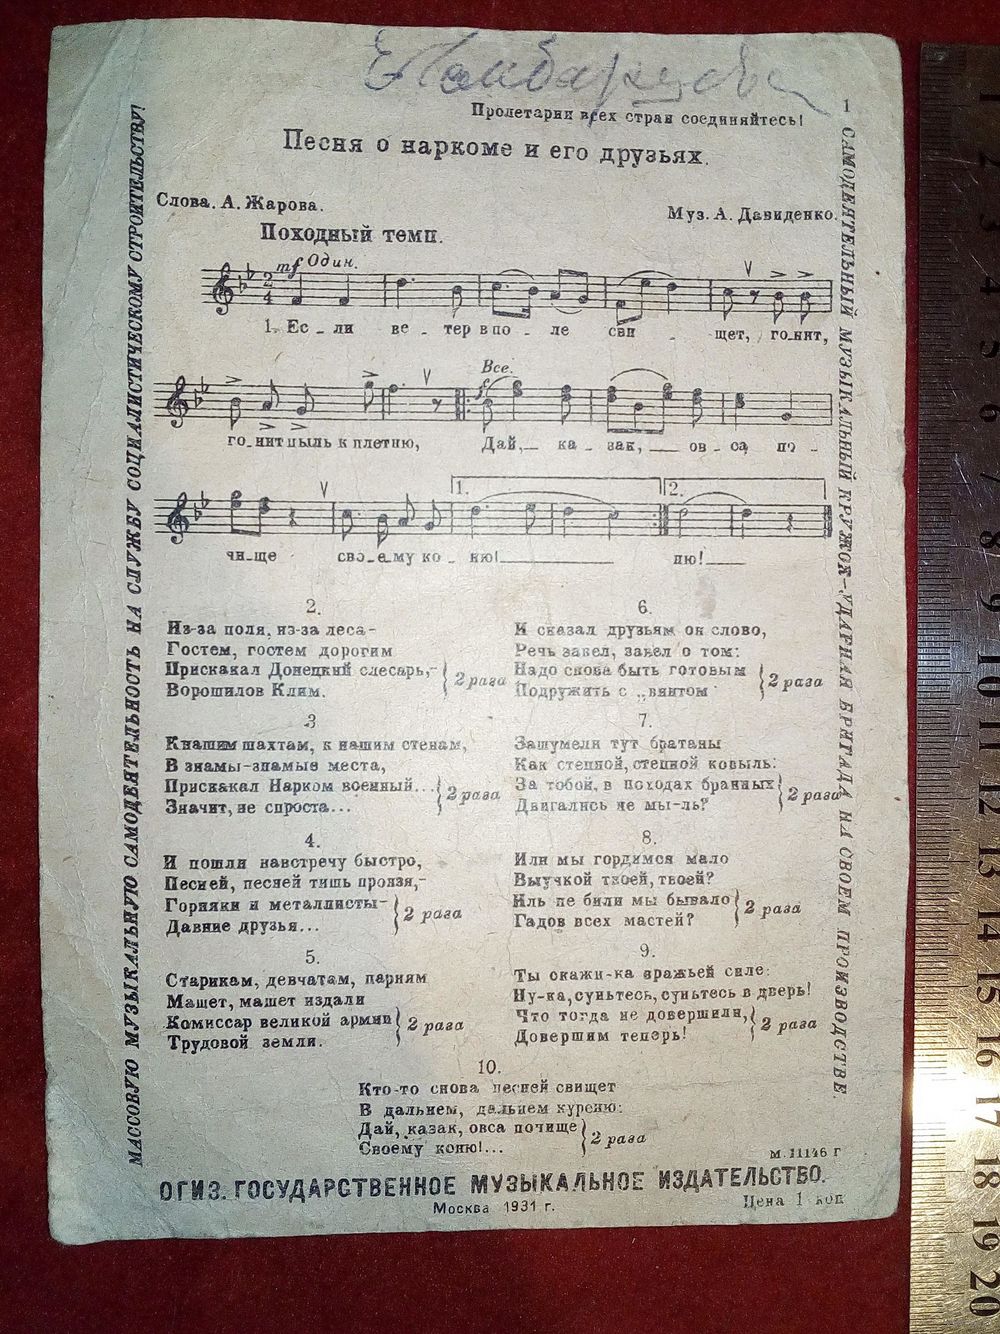 1
Пролетарии всех стран соединяйтесь!
Песня о наркоме и его друзьях.
Слова. А. Жарова.
Муз. А. Давиденко.
Походный темп.
mf Один.
2
4
1. Ес - ли ве - тер в по - ле сви - щет, го-нит,
Все.
f
го-нит пыль к плетню, Дай,— ка - зак, — ов - са, по -
1.
2.
чи-ще сво-е-му ко - ню!— ню!—
2.
Из-за поля, из-за леса-
Гостем, гостем дорогим
Прискакал Донецкий слесарь,-
Ворошилов Клим.
2 раза
3
К нашим шахтам, к нашим стенам,
В знамы-знамые места,
Прискакал Нарком военный...
Значит, не спроста...
2 раза
4.
И пошли навстречу быстро,
Песней, песней тишь пронзя,-
Горняки и металлисты-
Давние друзья...
2 раза
5.
Старикам, девчатам, парням
Машет, машет издали
Комиссар великой армии
Трудовой земли.
2 раза
6.
И сказал друзьям он слово,
Речь завел, завел о том:
Надо снова быть готовым
Подружить с „винтом
2 раза
7.
Зашумели тут братаны
Как степной, степной ковыль:
За тобой, в походах бранных
Двигались не мы-ль?
2 раза
8.
Или мы гордимся мало
Выучкой твоей, твоей?
Иль не били мы бывало
Гадов всех мастей?
2 раза
9.
Ты скажи-ка вражьей силе:
Ну-ка, суньтесь, суньтесь в дверь!
Что тогда не довершили,
Довершим теперь!
2 раза
10.
Кто-то снова песней свищет
В дальнем, дальнем куреню:
Дай, казак, овса почище
Своему коню!...
2 раза
М. 11146 г
ОГИЗ. ГОСУДАРСТВЕННОЕ МУЗЫКАЛЬНОЕ ИЗДАТЕЛЬСТВО.
Москва 1931 г.
Цена 1 коп
МАССОВУЮ МУЗЫКАЛЬНУЮ САМОДЕЯТЕЛЬНОСТЬ НА СЛУЖБУ СОЦИАЛИСТИЧЕСКОМУ СТРОИТЕЛЬСТВУ!
САМОДЕЯТЕЛЬНЫЙ МУЗЫКАЛЬНЫЙ КРУЖОК—УДАРНАЯ БРИГАДА НА СВОЕМ ПРОИЗВОДСТВЕ.
1 2 3 4 5 6 7 8 9 10 11 12 13 14 15 16 17 18 19 20